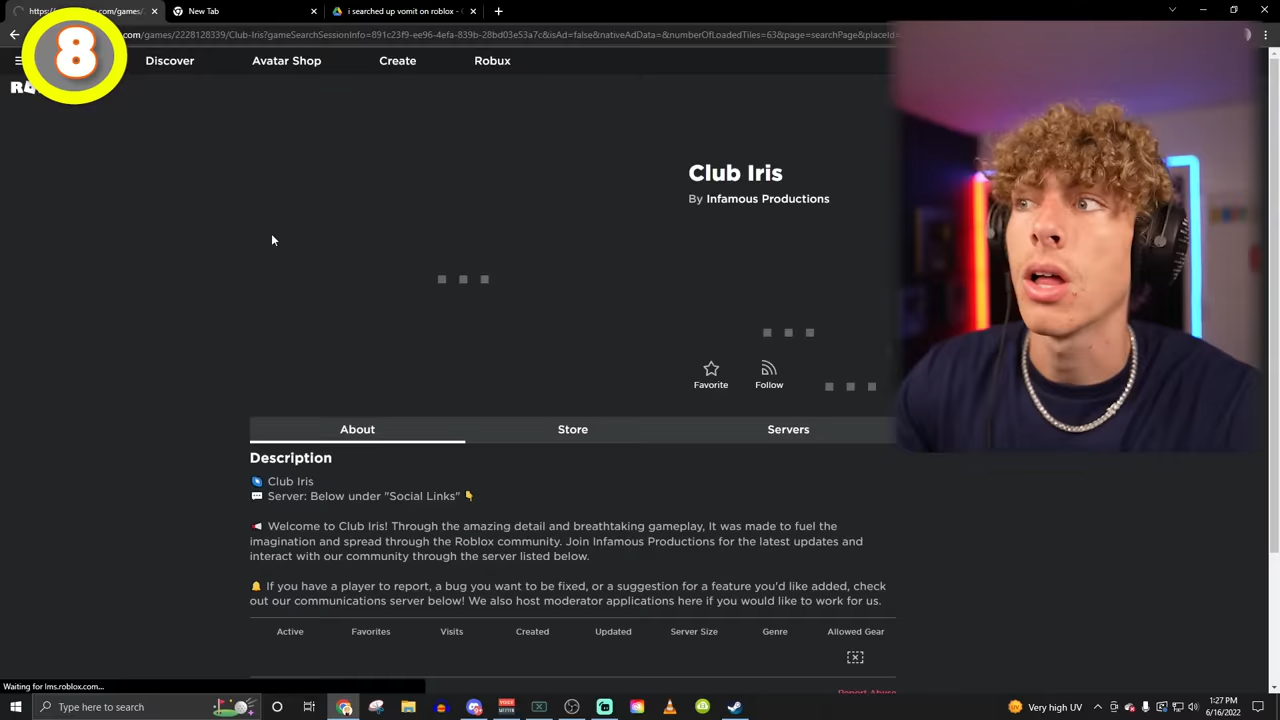 https://www.roblox.com/games/
New Tab
i searched up vomit on roblox -
.com/games/2228128339/Club-Iris?gameSearchSessionInfo=891c23f9-ee96-4efa-839b-28bd03e53a7c&isAd=false&nativeAdData=&numberOfLoadedTiles=63&page=searchPage&placeId
8
Discover
Avatar Shop
Create
Robux
Club Iris
By Infamous Productions
Favorite
Follow
About
Store
Servers
Description
Club Iris
Server: Below under "Social Links"
Welcome to Club Iris! Through the amazing detail and breathtaking gameplay, It was made to fuel the
imagination and spread through the Roblox community. Join Infamous Productions for the latest updates and
interact with our community through the server listed below.
If you have a player to report, a bug you want to be fixed, or a suggestion for a feature you'd like added, check
out our communications server below! We also host moderator applications here if you would like to work for us.
Active
Favorites
Visits
Created
Updated
Server Size
Genre
Allowed Gear
Report Abuse
Waiting for lms.roblox.com...
Type here to search
Very high UV
1:27 PM
6/16/2022